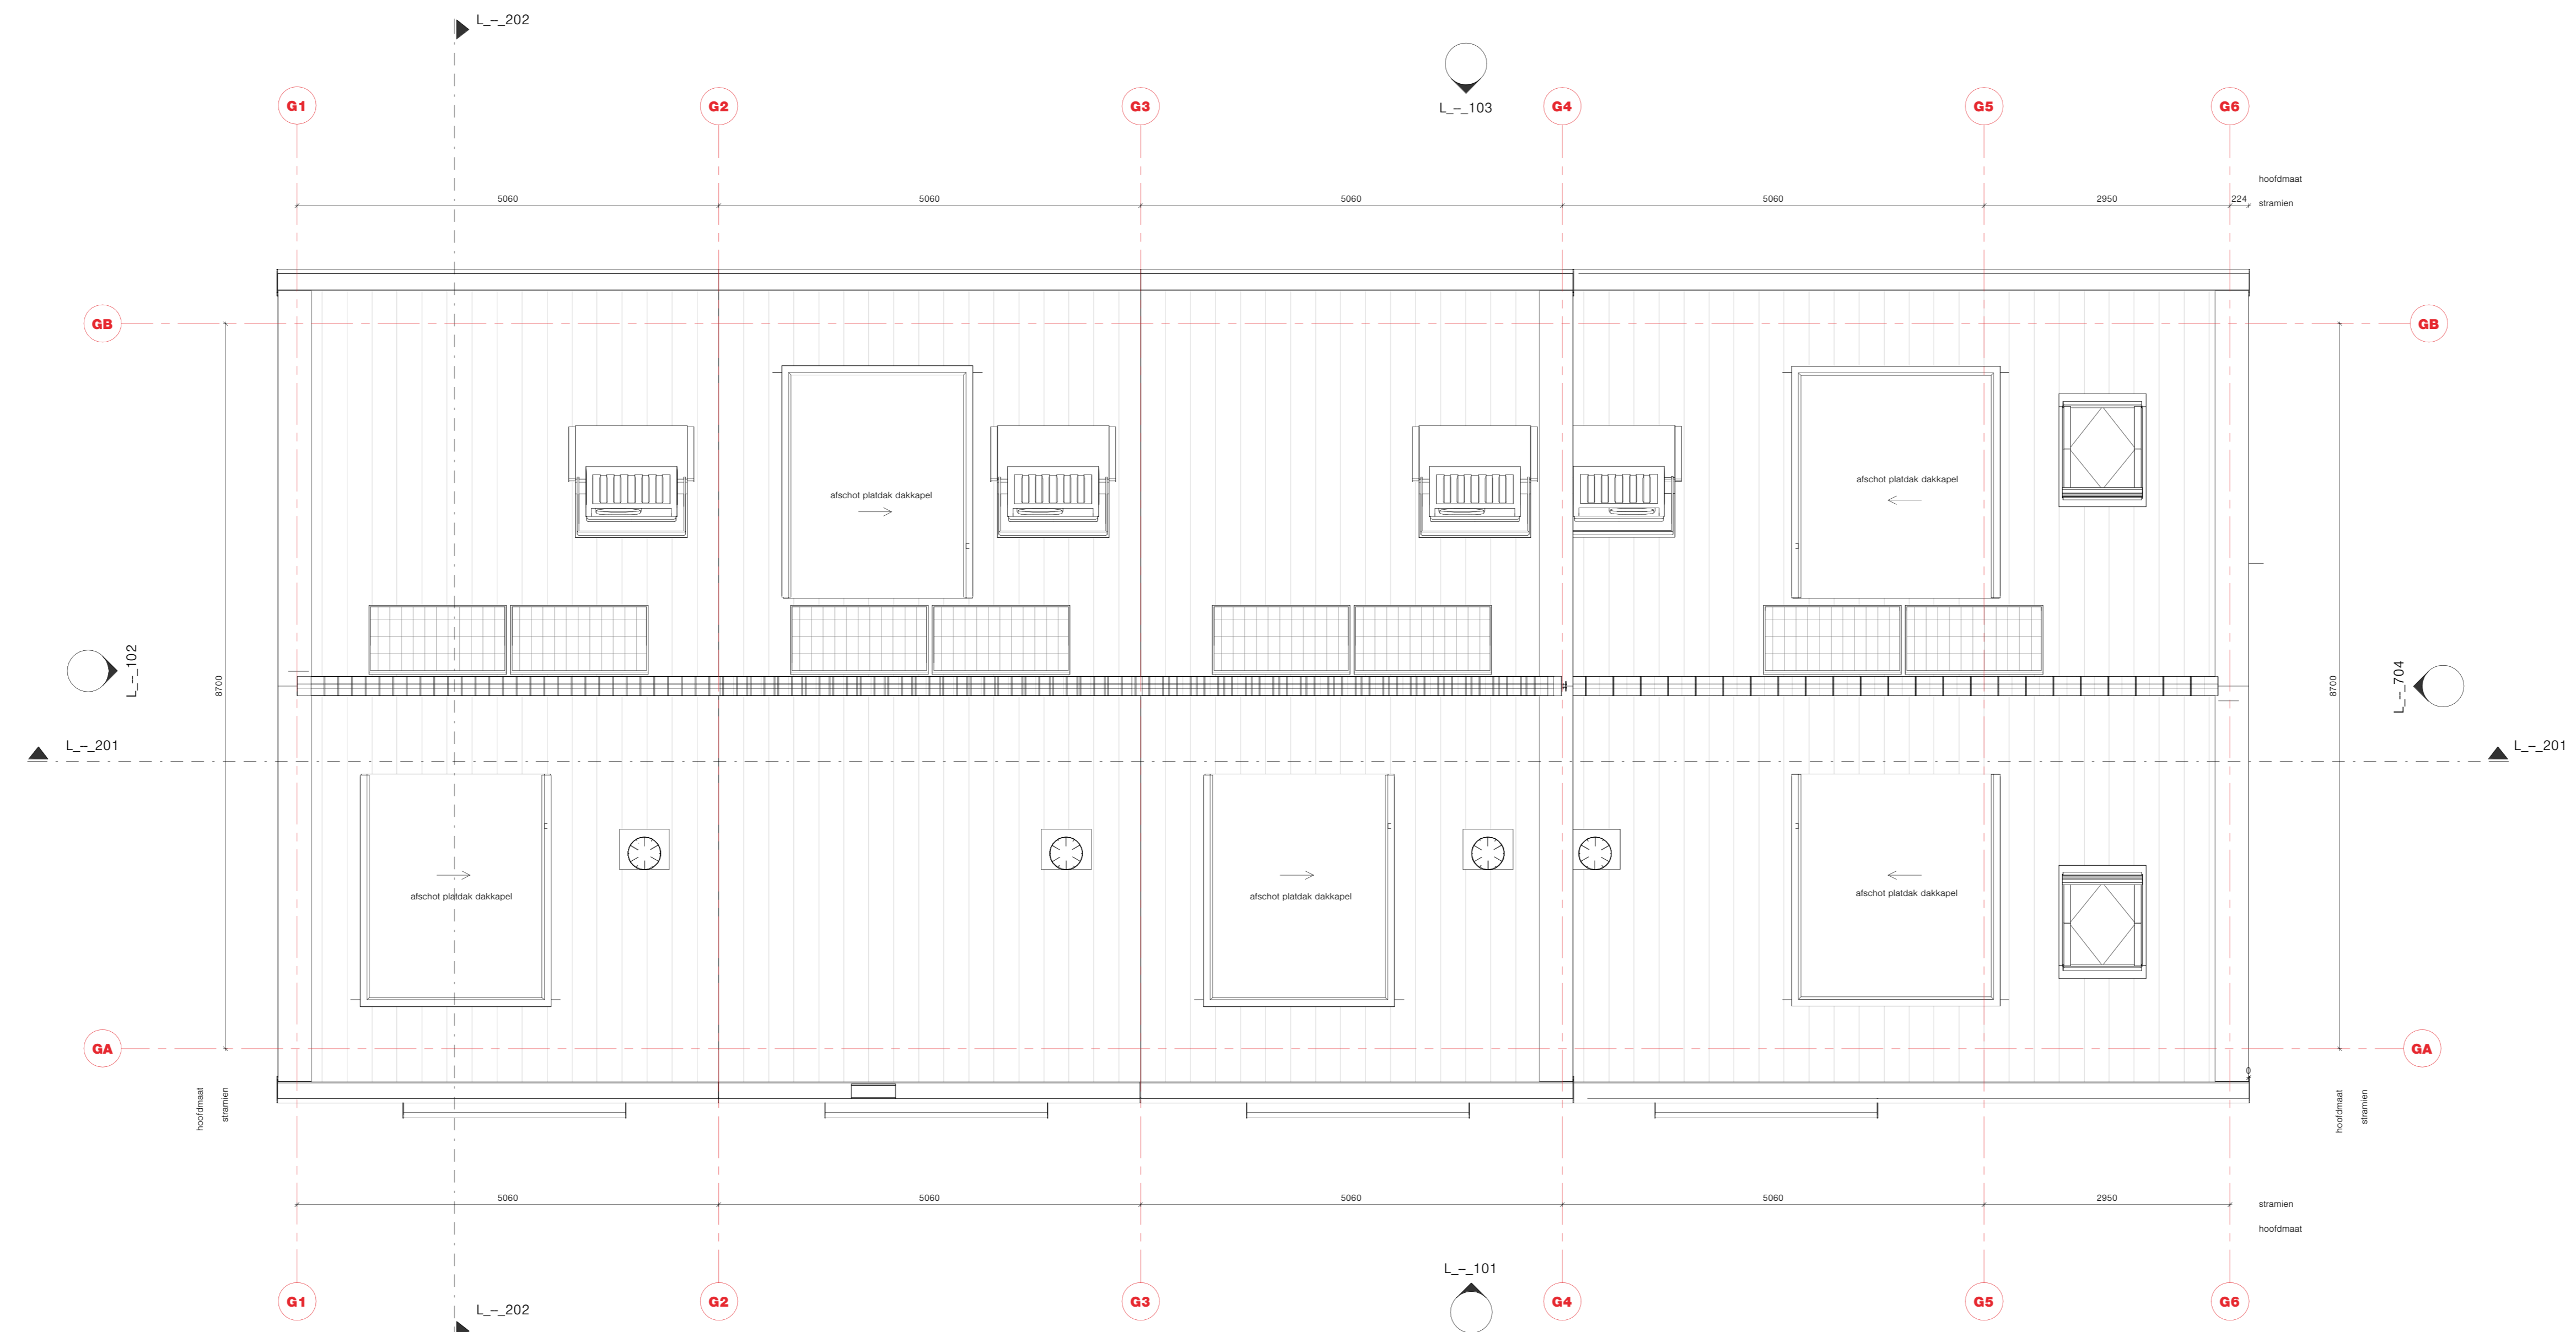 L_–_202
L_–_103
G1 G2 G3 G4 G5 G6
hoofdmaat
5060 5060 5060 5060 2950 224 stramien
GB GB
afschot platdak dakkapel
afschot platdak dakkapel
L_–_102
8700
8700
L_–_704
L_–_201
L_–_201
afschot platdak dakkapel
afschot platdak dakkapel
afschot platdak dakkapel
GA GA
0
hoofdmaat
stramien
hoofdmaat
stramien
5060 5060 5060 5060 2950 stramien
hoofdmaat
L_–_101
G1 G2 G3 G4 G5 G6
L_–_202